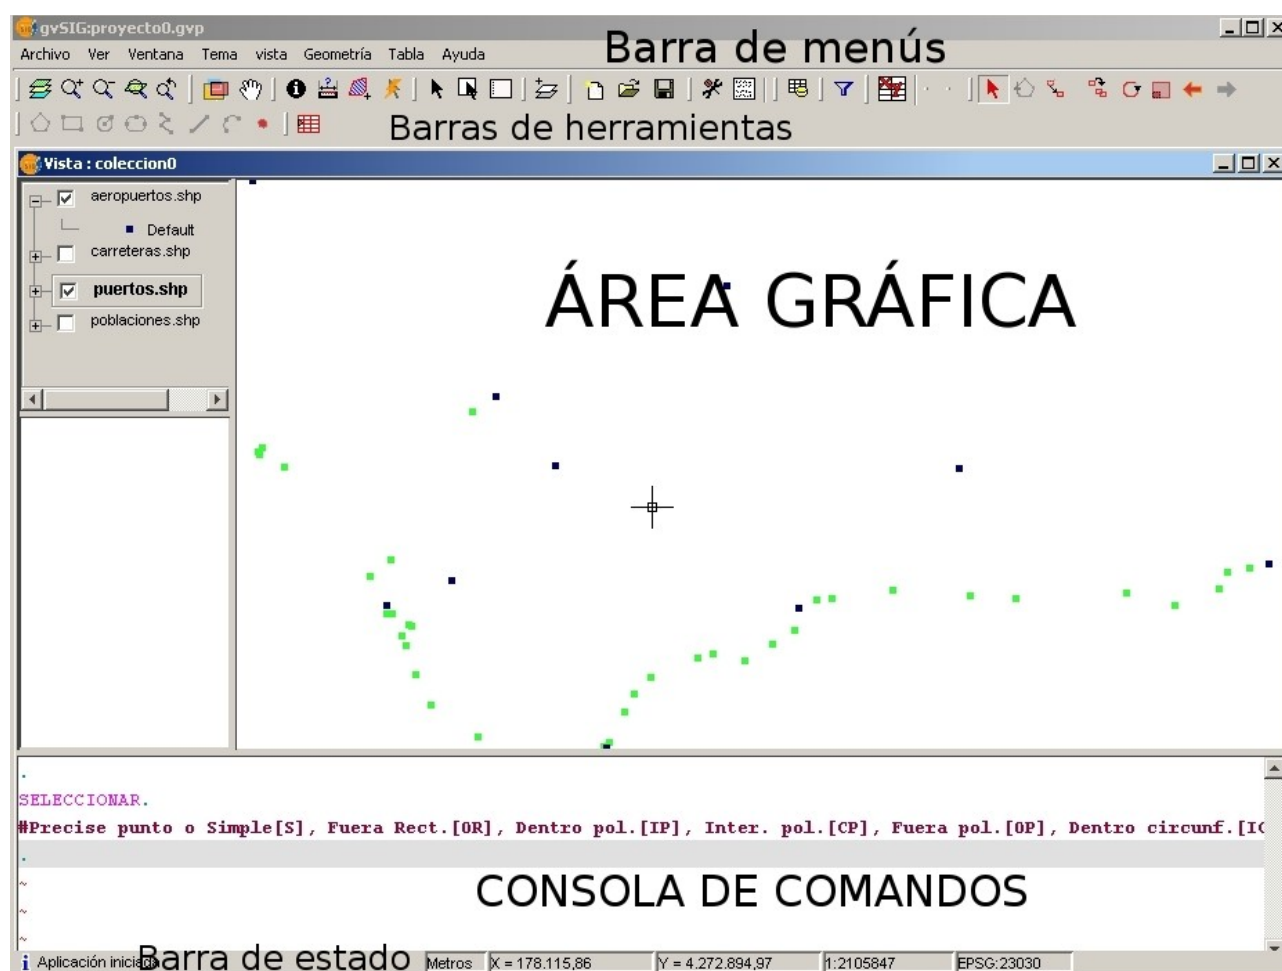 gvSIG:proyecto0.gvp
Archivo Ver Ventana Tema vista Geometría Tabla Ayuda
Barra de menús
Barras de herramientas
Vista : coleccion0
aeropuertos.shp
Default
carreteras.shp
puertos.shp
poblaciones.shp
ÁREA GRÁFICA
.
SELECCIONAR.
#Precise punto o Simple[S], Fuera Rect.[OR], Dentro pol.[IP], Inter. pol.[CP], Fuera pol.[OP], Dentro circunf.[IC
.
~
~
~
CONSOLA DE COMANDOS
Aplicación iniciada
Barra de estado
Metros X = 178.115,86 Y = 4.272.894,97 1:2105847 EPSG:23030